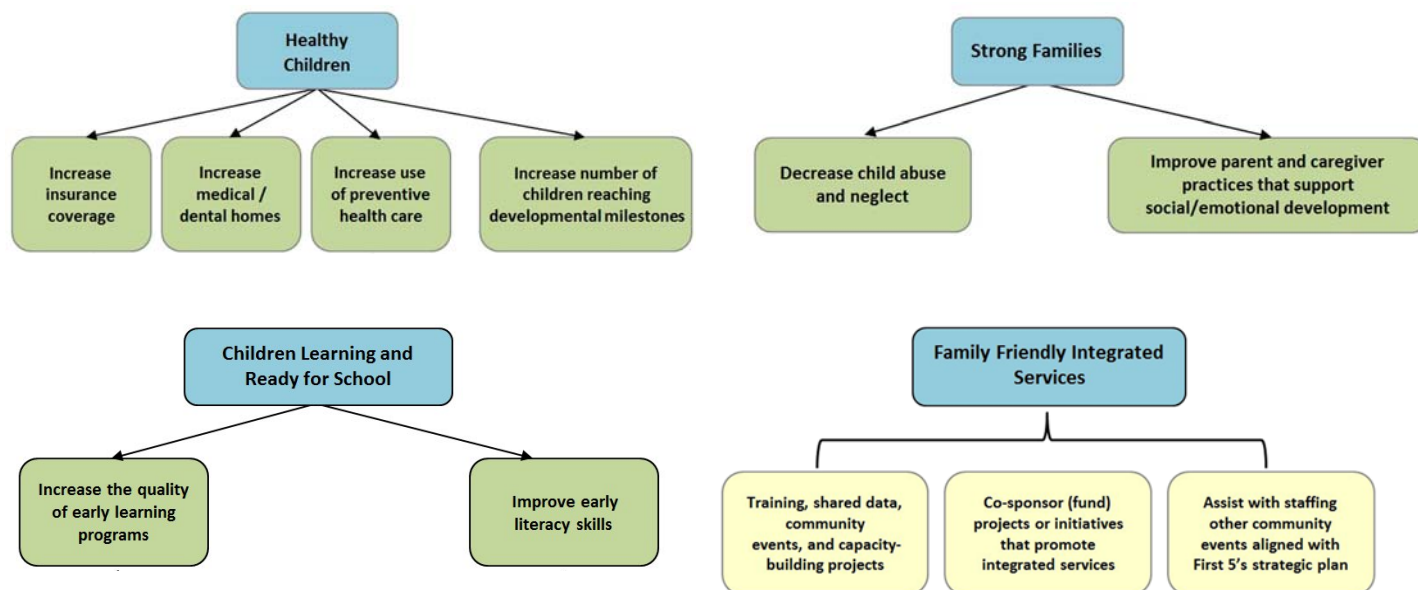 Healthy
Children
Increase
insurance
coverage
Increase
medical /
dental homes
Increase use
of preventive
health care
Increase number of
children reaching
developmental milestones
Strong Families
Decrease child abuse
and neglect
Improve parent and caregiver
practices that support
social/emotional development
Children Learning and
Ready for School
Increase the quality
of early learning
programs
Improve early
literacy skills
Family Friendly Integrated
Services
Training, shared data,
community
events, and capacity-
building projects
Co-sponsor (fund)
projects or initiatives
that promote
integrated services
Assist with staffing
other community
events aligned with
First 5's strategic plan